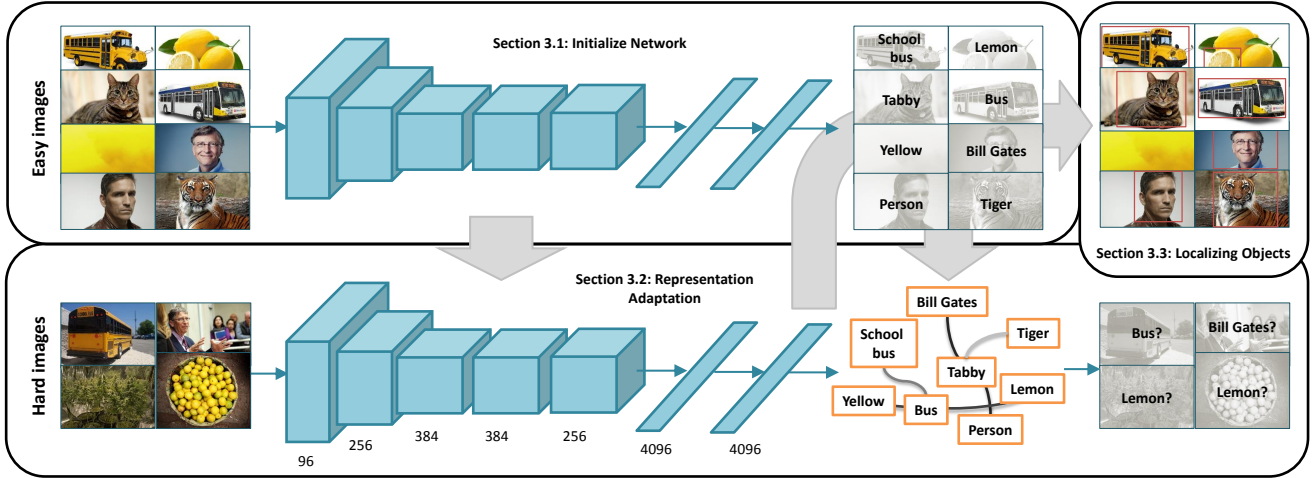 Easy images
Section 3.1: Initialize Network
School
bus
Lemon
Tabby
Bus
Yellow
Bill Gates
Person
Tiger
Section 3.3: Localizing Objects
Hard images
Section 3.2: Representation
Adaptation
96
256
384
384
256
4096
4096
Bill Gates
School
bus
Tiger
Tabby
Lemon
Yellow
Bus
Person
Bus?
Bill Gates?
Lemon?
Lemon?